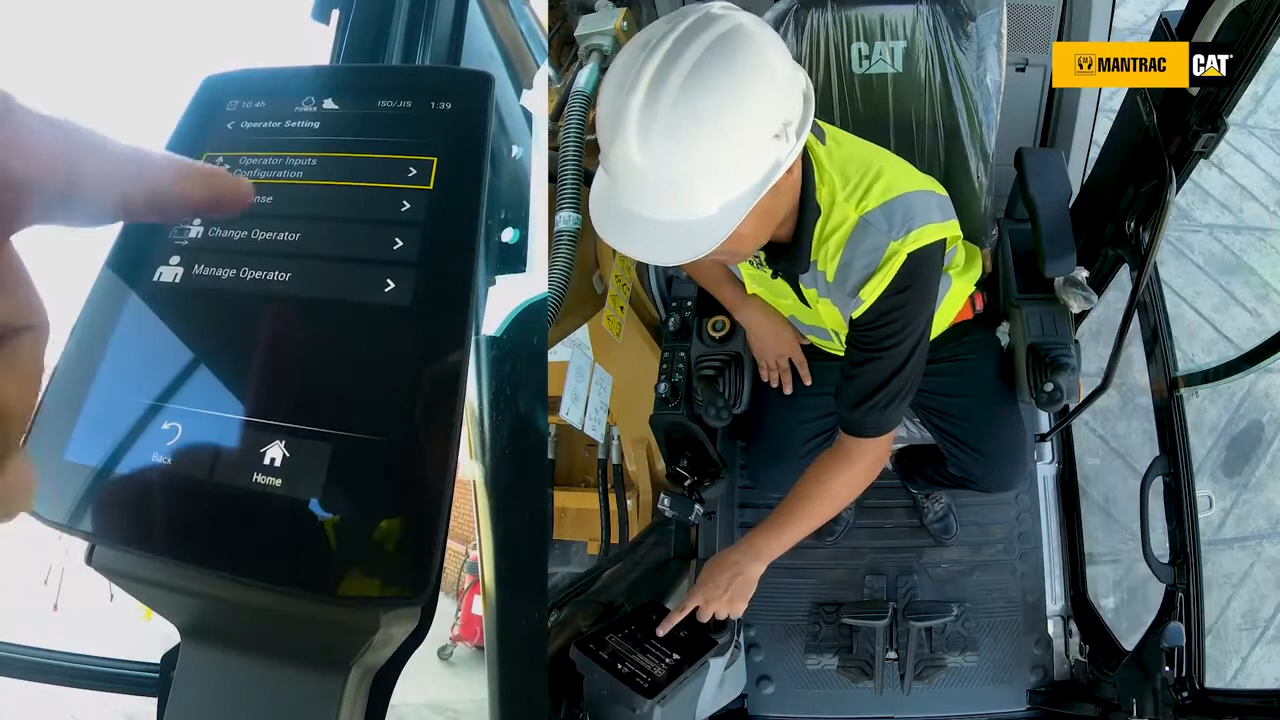 10.4h
POWER
ISO/JIS
1:39
Operator Setting
Operator Inputs
Configuration
Change Operator
Manage Operator
Back
Home
CAT
MANTRAC
CAT